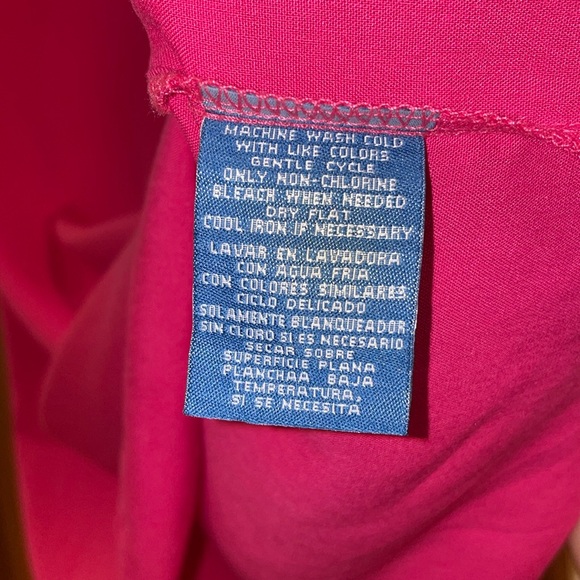 MACHINE WASH COLD
WITH LIKE COLORS
GENTLE CYCLE
ONLY NON-CHLORINE
BLEACH WHEN NEEDED
DRY FLAT
COOL IRON IF NECESSARY
LAVAR EN LAVADORA
CON AGUA FRIA
CON COLORES SIMILARES
CICLO DELICADO
SOLAMENTE BLANQUEADOR
SIN CLORO SI ES NECESARIO
SECAR SOBRE
SUPERFICIE PLANA
PLANCHAA BAJA
TEMPERATURA,
SI SE NECESITA